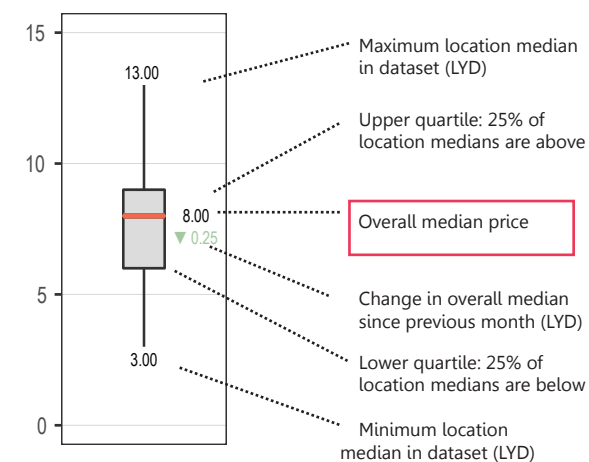 15
Maximum location median
in dataset (LYD)
13.00
Upper quartile: 25% of
location medians are above
10
8.00
Overall median price
▼ 0.25
5
Change in overall median
since previous month (LYD)
3.00
Lower quartile: 25% of
location medians are below
0
Minimum location
median in dataset (LYD)